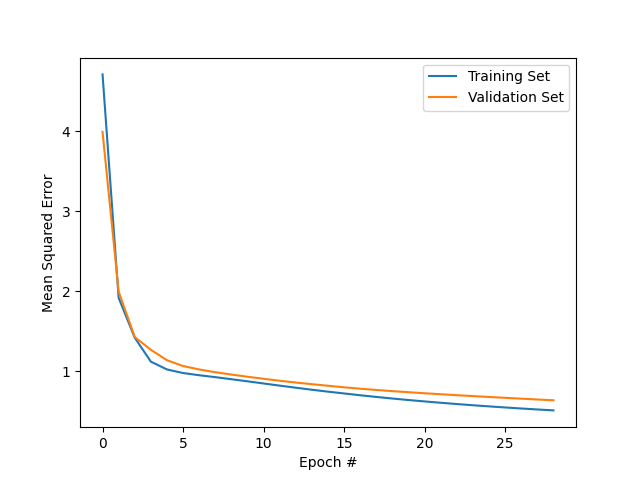 Training Set
Validation Set
4
3
2
1
Mean Squared Error
0 5 10 15 20 25
Epoch #